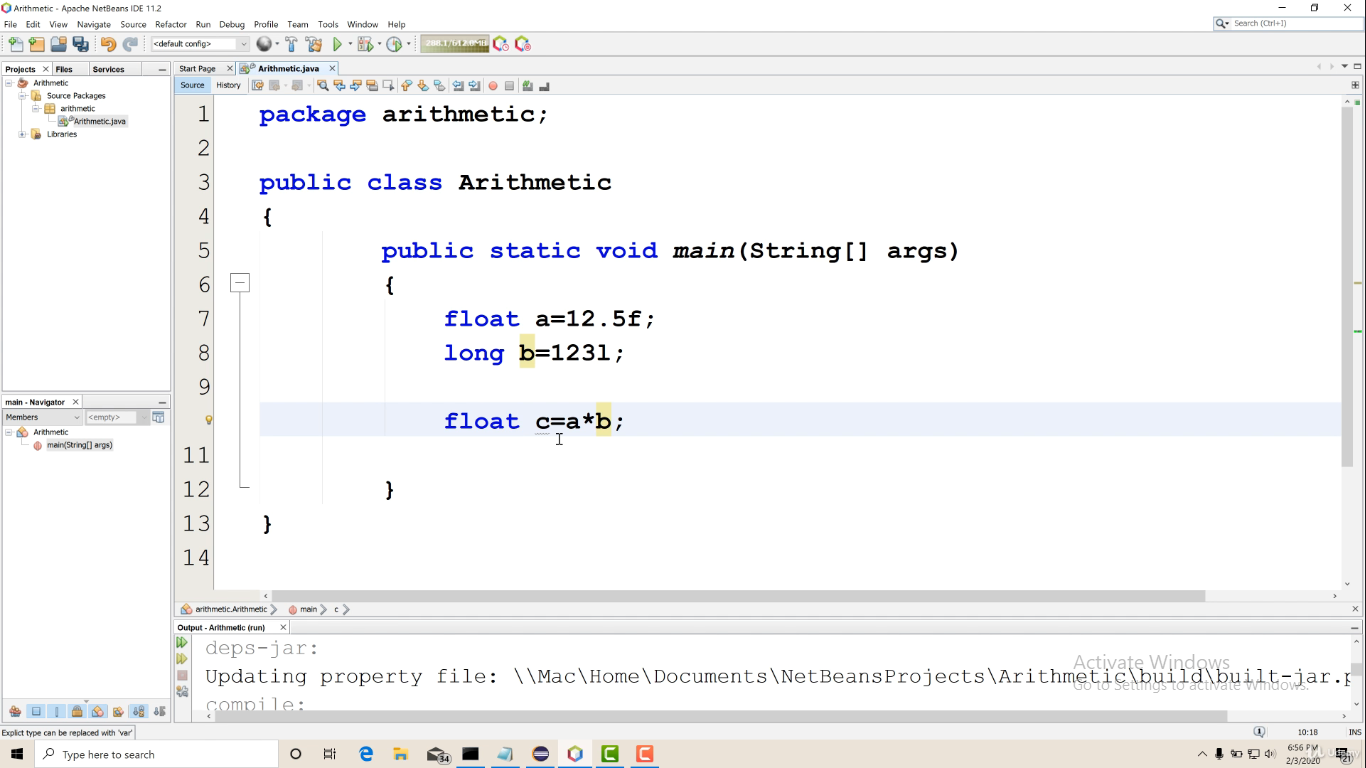 Arithmetic - Apache NetBeans IDE 11.2
File Edit View Navigate Source Refactor Run Debug Profile Team Tools Window Help
Search (Ctrl+I)
<default config>
Projects Files Services
Start Page Arithmetic.java
Source History
Arithmetic
Source Packages
arithmetic
Arithmetic.java
Libraries
1 package arithmetic;
2
3 public class Arithmetic
4 {
5 public static void main(String[] args)
6 {
7 float a=12.5f;
8 long b=123l;
9
float c=a*b;
11
12 }
13 }
14
main - Navigator
Members <empty>
Arithmetic
main(String[] args)
arithmetic.Arithmetic main c
Output - Arithmetic (run)
deps-jar:
Updating property file: \\Mac\Home\Documents\NetBeansProjects\Arithmetic\build\built-jar.p
compile:
Activate Windows
Go to Settings to activate Windows.
Explict type can be replaced with 'var'
10:18 INS
Type here to search
34
6:56 PM
2/3/2020
21